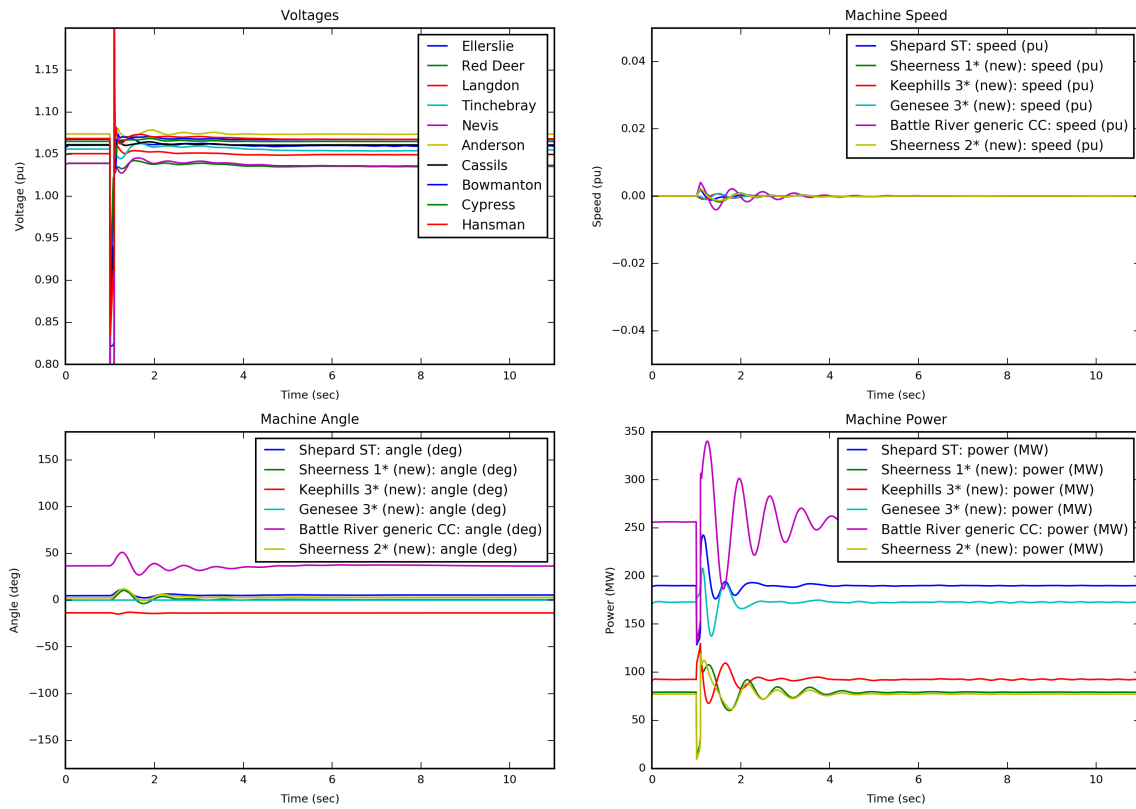 Voltages
1.15
1.10
1.05
1.00
0.95
0.90
0.85
0.80
Voltage (pu)
0
2
4
6
8
10
Time (sec)
Ellerslie
Red Deer
Langdon
Tinchebray
Nevis
Anderson
Cassils
Bowmanton
Cypress
Hansman
Machine Speed
0.04
0.02
0.00
−0.02
−0.04
Speed (pu)
0
2
4
6
8
10
Time (sec)
Shepard ST: speed (pu)
Sheerness 1* (new): speed (pu)
Keephills 3* (new): speed (pu)
Genesee 3* (new): speed (pu)
Battle River generic CC: speed (pu)
Sheerness 2* (new): speed (pu)
Machine Angle
150
100
50
0
−50
−100
−150
Angle (deg)
0
2
4
6
8
10
Time (sec)
Shepard ST: angle (deg)
Sheerness 1* (new): angle (deg)
Keephills 3* (new): angle (deg)
Genesee 3* (new): angle (deg)
Battle River generic CC: angle (deg)
Sheerness 2* (new): angle (deg)
Machine Power
350
300
250
200
150
100
50
0
Power (MW)
0
2
4
6
8
10
Time (sec)
Shepard ST: power (MW)
Sheerness 1* (new): power (MW)
Keephills 3* (new): power (MW)
Genesee 3* (new): power (MW)
Battle River generic CC: power (MW)
Sheerness 2* (new): power (MW)